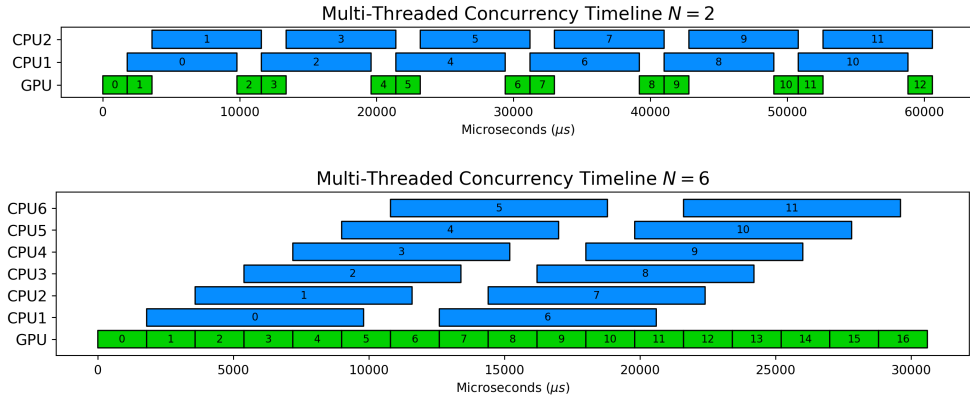 Multi-Threaded Concurrency Timeline N = 2
CPU2 1 3 5 7 9 11
CPU1 0 2 4 6 8 10
GPU 0 1 2 3 4 5 6 7 8 9 10 11 12
0 10000 20000 30000 40000 50000 60000
Microseconds (μs)
Multi-Threaded Concurrency Timeline N = 6
CPU6 5 11
CPU5 4 10
CPU4 3 9
CPU3 2 8
CPU2 1 7
CPU1 0 6
GPU 0 1 2 3 4 5 6 7 8 9 10 11 12 13 14 15 16
0 5000 10000 15000 20000 25000 30000
Microseconds (μs)